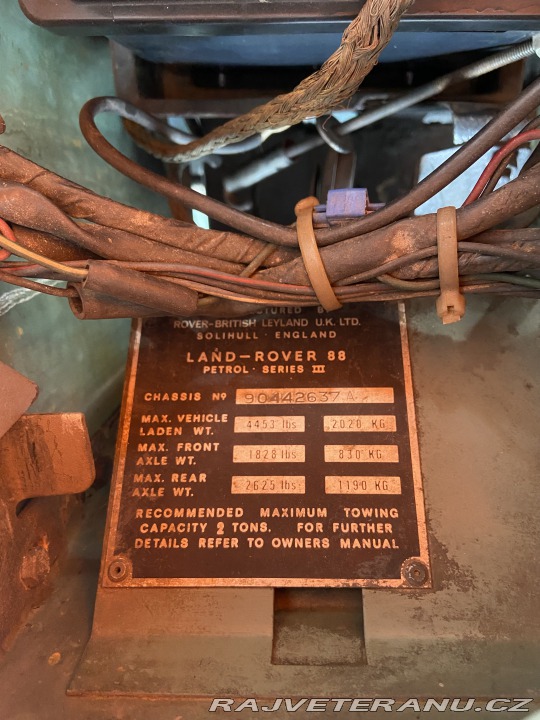 ROVER-BRITISH LEYLAND U.K. LTD.
SOLIHULL · ENGLAND
LAND-ROVER 88
PETROL · SERIES III
CHASSIS Nº 90442637A
MAX. VEHICLE LADEN WT. 4453 lbs 2020 KG
MAX. FRONT AXLE WT. 1828 lbs 830 KG
MAX. REAR AXLE WT. 2625 lbs 1190 KG
RECOMMENDED MAXIMUM TOWING
CAPACITY 2 TONS. FOR FURTHER
DETAILS REFER TO OWNERS MANUAL
RAJVETERANU.CZ